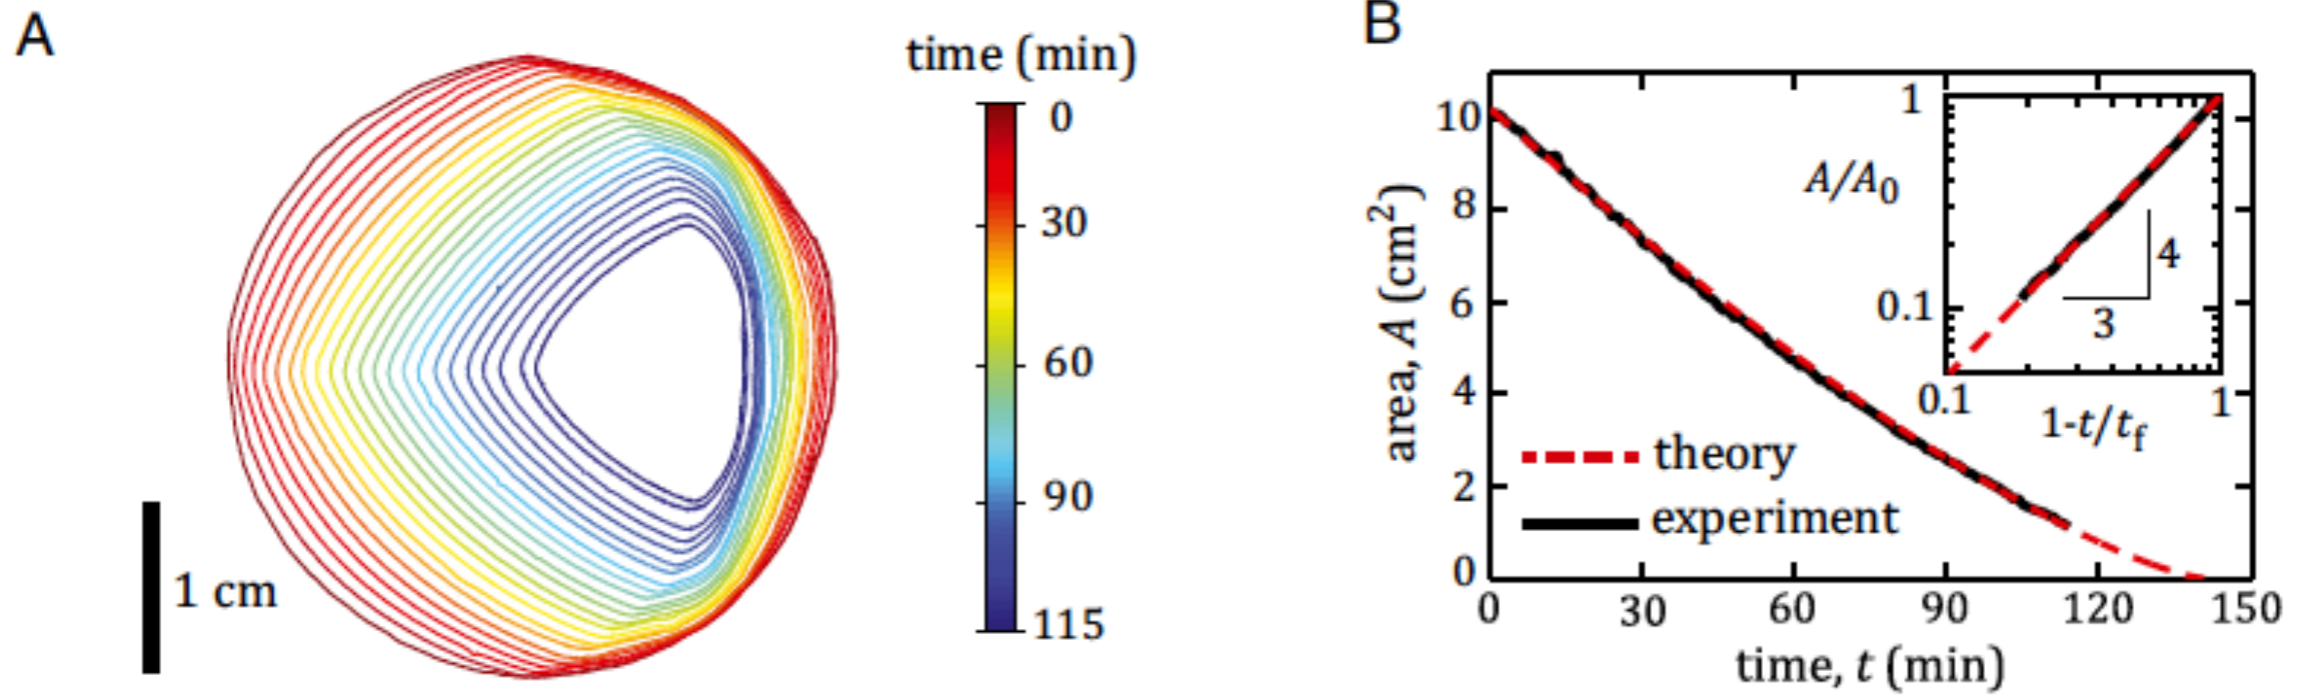 A
time (min)
0
30
60
90
115
1 cm
B
area, A (cm²)
10
8
6
4
2
0
0 30 60 90 120 150
time, t (min)
theory
experiment
A/A₀
1
0.1
0.1 1
1-t/t_f
4
3